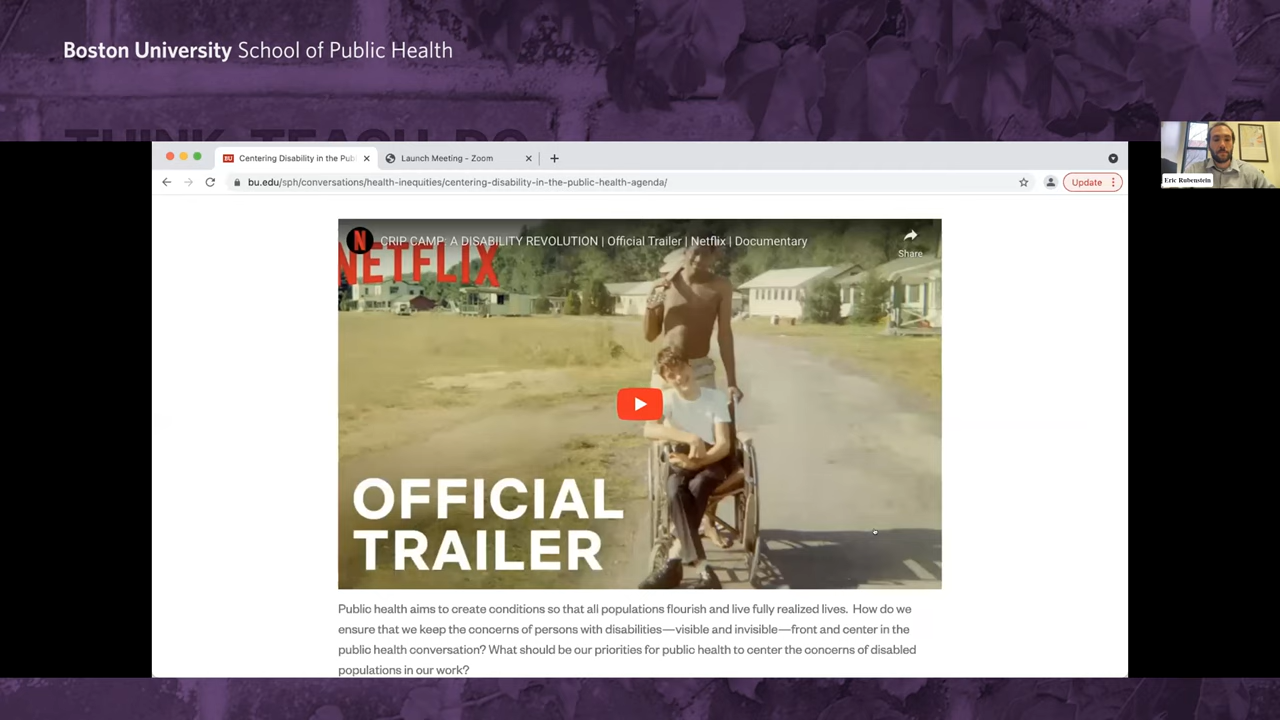 Boston University School of Public Health
THINK. TEACH. DO.
Centering Disability in the Pub
Launch Meeting - Zoom
bu.edu/sph/conversations/health-inequities/centering-disability-in-the-public-health-agenda/
Update
Eric Rubenstein
N CRIP CAMP: A DISABILITY REVOLUTION | Official Trailer | Netflix | Documentary
Share
NETFLIX
OFFICIAL
TRAILER
Public health aims to create conditions so that all populations flourish and live fully realized lives. How do we
ensure that we keep the concerns of persons with disabilities—visible and invisible—front and center in the
public health conversation? What should be our priorities for public health to center the concerns of disabled
populations in our work?